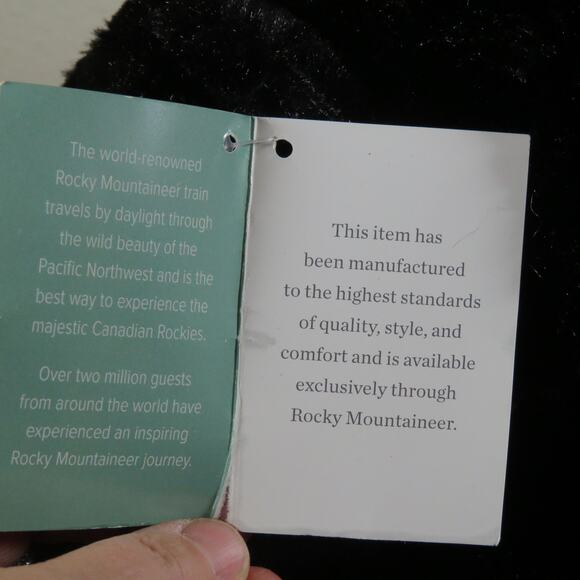 The world-renowned
Rocky Mountaineer train
travels by daylight through
the wild beauty of the
Pacific Northwest and is the
best way to experience the
majestic Canadian Rockies.
Over two million guests
from around the world have
experienced an inspiring
Rocky Mountaineer journey.
This item has
been manufactured
to the highest standards
of quality, style, and
comfort and is available
exclusively through
Rocky Mountaineer.